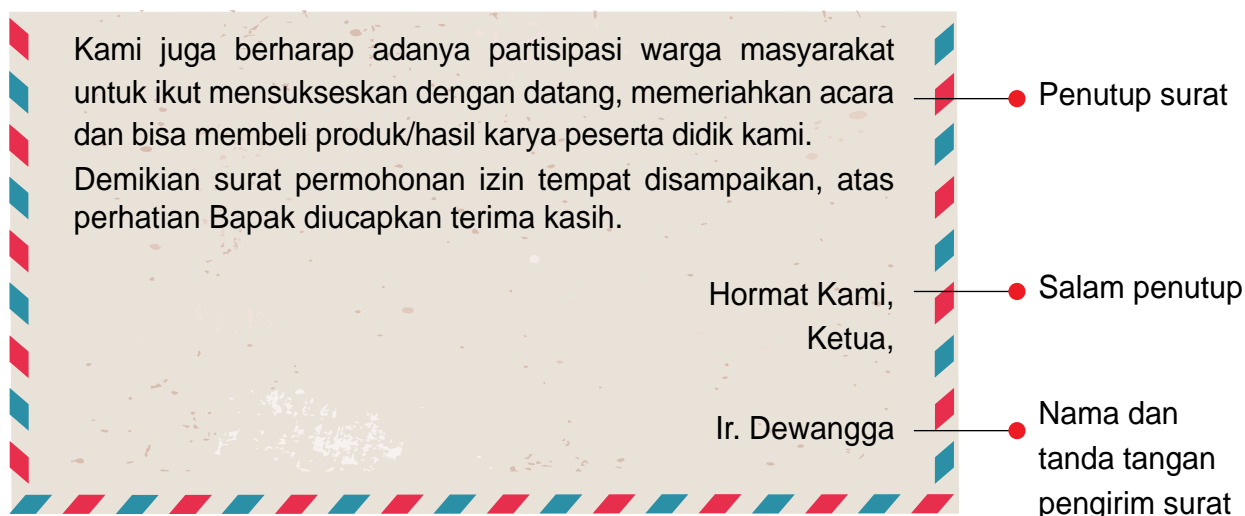 Kami juga berharap adanya partisipasi warga masyarakat
untuk ikut mensukseskan dengan datang, memeriahkan acara
dan bisa membeli produk/hasil karya peserta didik kami.
Demikian surat permohonan izin tempat disampaikan, atas
perhatian Bapak diucapkan terima kasih.
Penutup surat
Hormat Kami,
Ketua,
Salam penutup
Ir. Dewangga
Nama dan
tanda tangan
pengirim surat